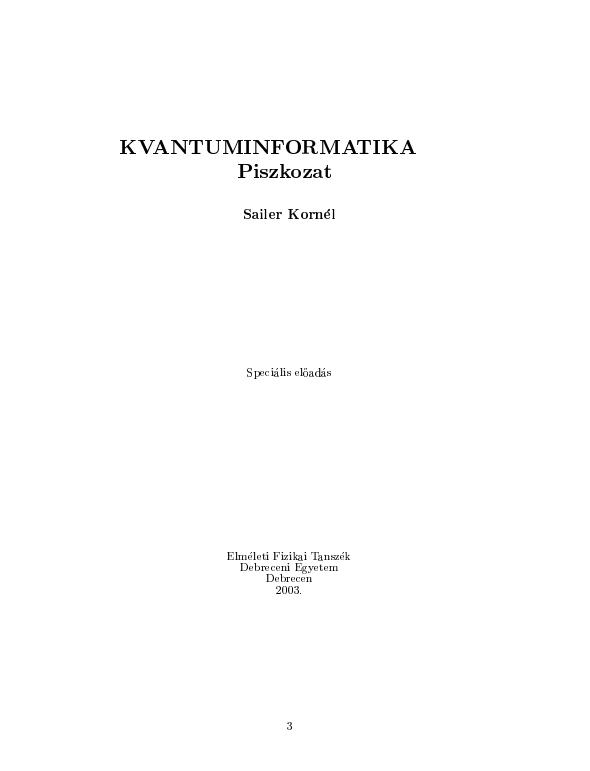 KVANTUMINFORMATIKA
Piszkozat
Sailer Kornél
Speciális előadás
Elméleti Fizikai Tanszék
Debreceni Egyetem
Debrecen
2003.
3